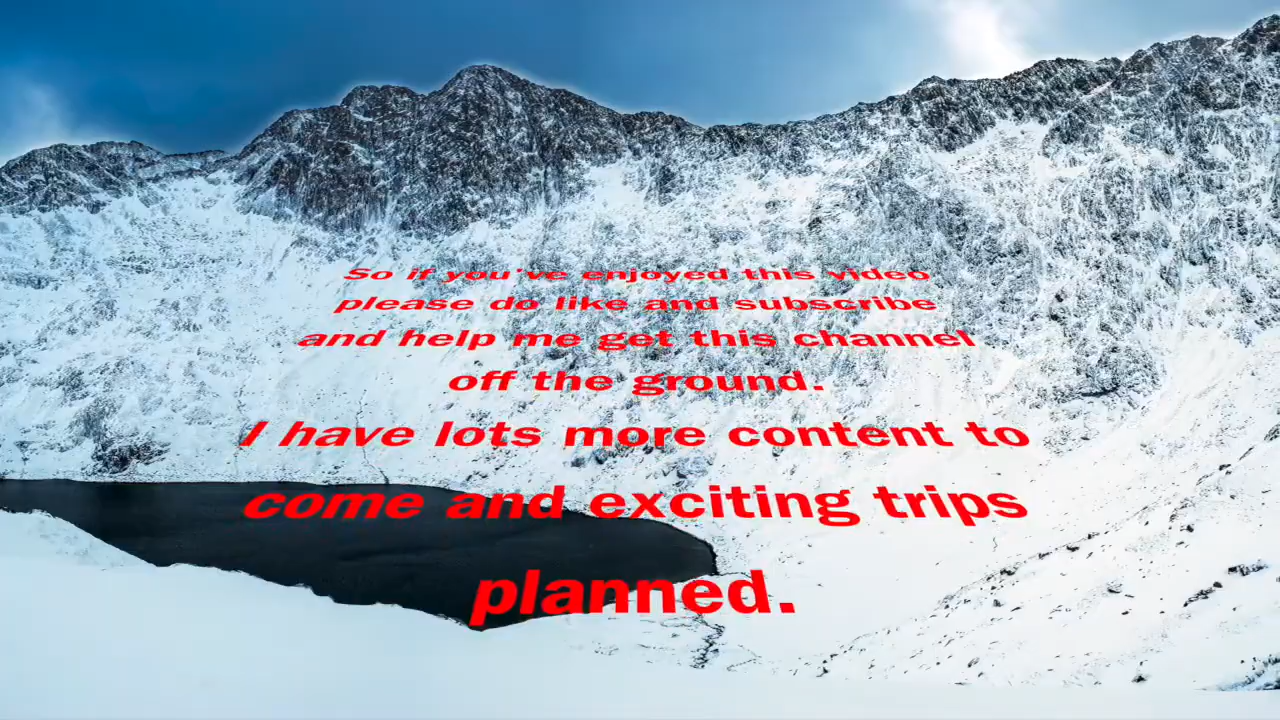 So if you've enjoyed this video
please do like and subscribe
and help me get this channel
off the ground.
I have lots more content to
come and exciting trips
planned.